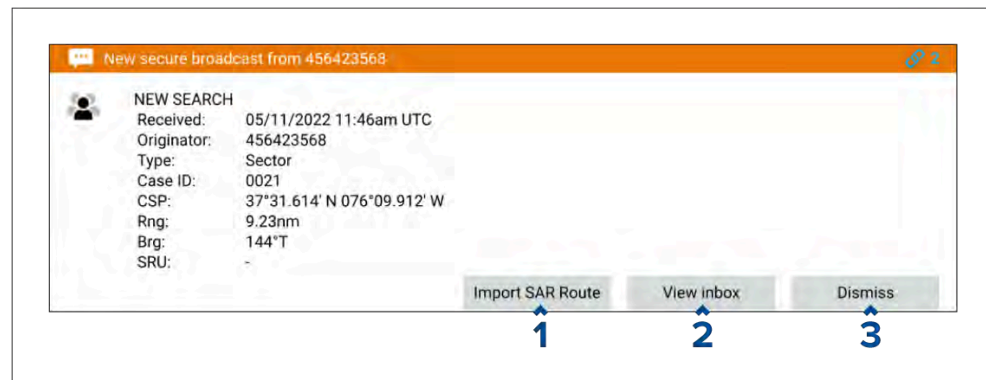 New secure broadcast from 456423568 2
NEW SEARCH
Received: 05/11/2022 11:46am UTC
Originator: 456423568
Type: Sector
Case ID: 0021
CSP: 37°31.614' N 076°09.912' W
Rng: 9.23nm
Brg: 144°T
SRU: -
Import SAR Route View inbox Dismiss
1 2 3